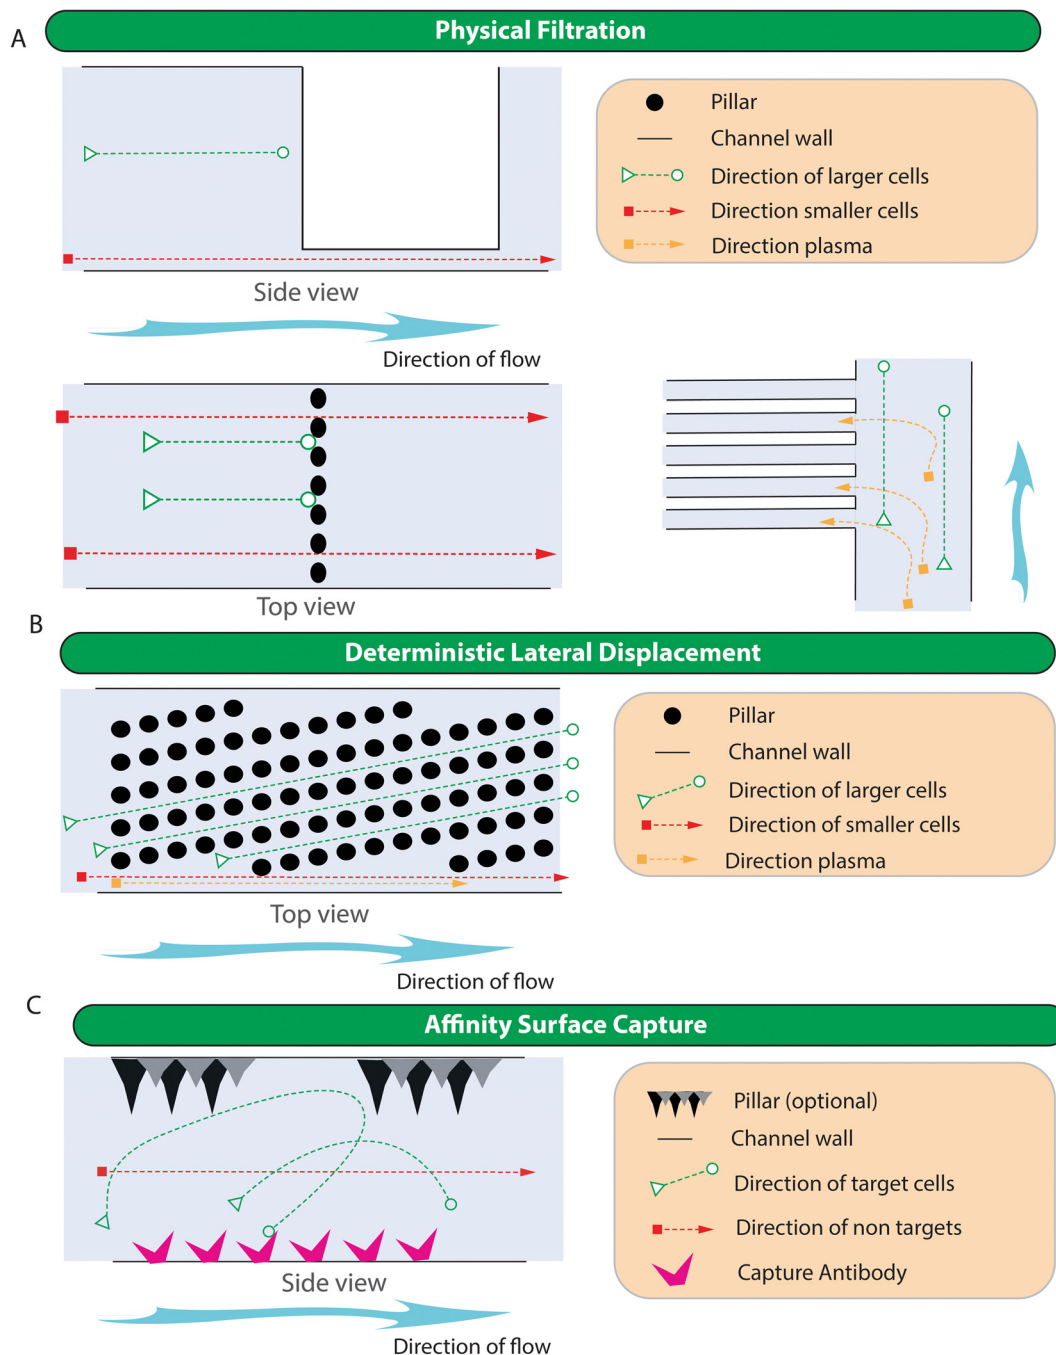 A
Physical Filtration
Pillar
Channel wall
Direction of larger cells
Direction smaller cells
Direction plasma
Side view
Direction of flow
Top view
B
Deterministic Lateral Displacement
Pillar
Channel wall
Direction of larger cells
Direction of smaller cells
Direction plasma
Top view
Direction of flow
C
Affinity Surface Capture
Pillar (optional)
Channel wall
Direction of target cells
Direction of non targets
Capture Antibody
Side view
Direction of flow